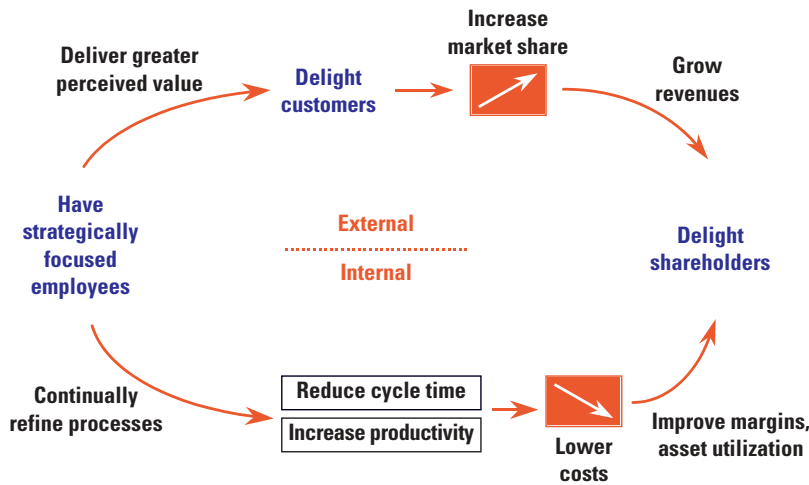 Deliver greater
perceived value
Delight
customers
Increase
market share
Grow
revenues
Have
strategically
focused
employees
External
Internal
Delight
shareholders
Continually
refine processes
Reduce cycle time
Increase productivity
Lower
costs
Improve margins,
asset utilization